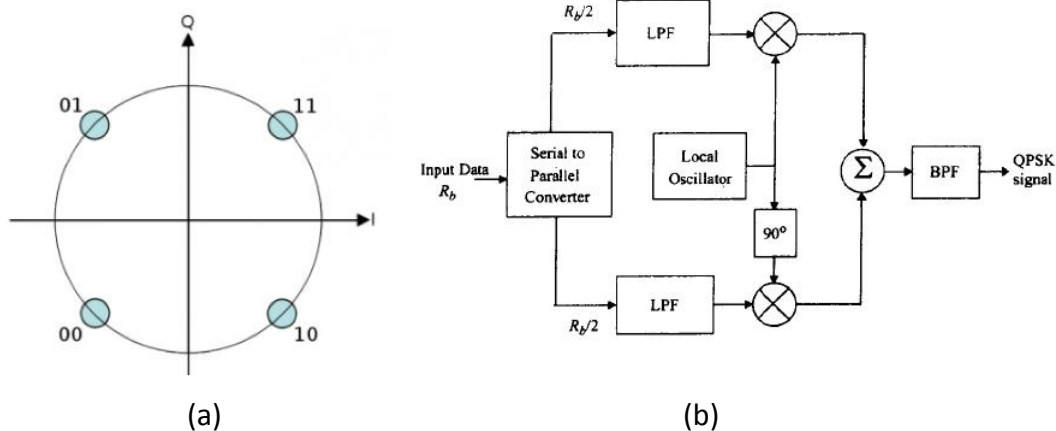 Q
01
11
I
00
10
(a)
R_b/2
LPF
Input Data
R_b
Serial to
Parallel
Converter
Local
Oscillator
Σ
BPF
QPSK
signal
90°
R_b/2
LPF
(b)